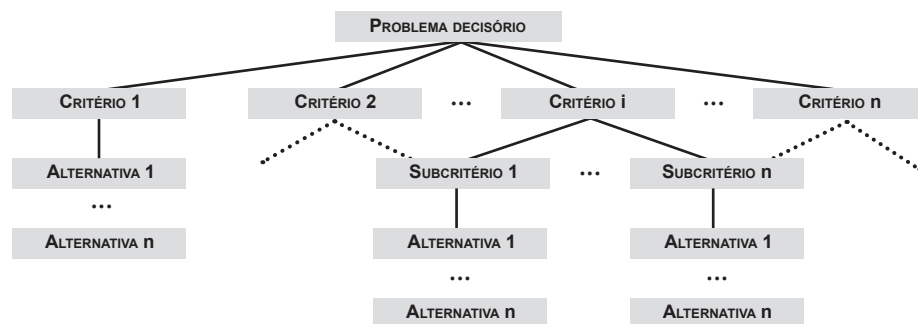 PROBLEMA DECISÓRIO
CRITÉRIO 1 CRITÉRIO 2 ... CRITÉRIO i ... CRITÉRIO n
ALTERNATIVA 1 SUBCRITÉRIO 1 ... SUBCRITÉRIO n
...
ALTERNATIVA n ALTERNATIVA 1 ALTERNATIVA 1
... ...
ALTERNATIVA n ALTERNATIVA n